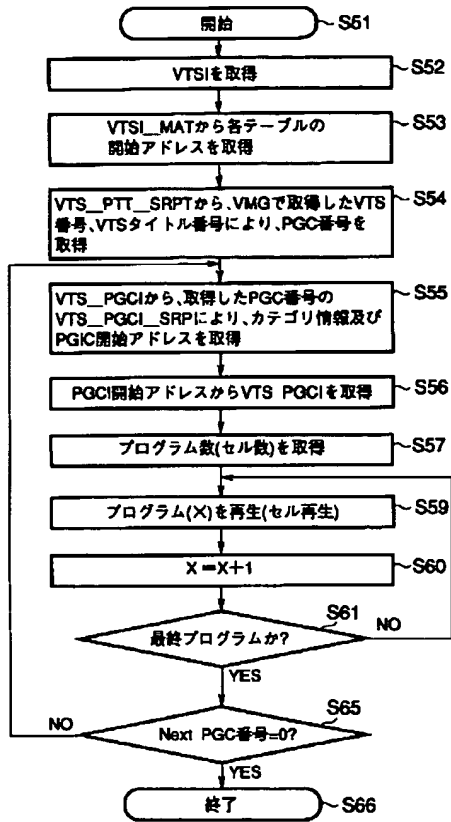 開始
S51
VTSIを取得
S52
VTSI__MATから各テーブルの
開始アドレスを取得
S53
VTS__PTT__SRPTから、VMGで取得したVTS
番号、VTSタイトル番号により、PGC番号を
取得
S54
VTS__PGCIから、取得したPGC番号の
VTS__PGCI__SRPにより、カテゴリ情報及び
PGIC開始アドレスを取得
S55
PGCI開始アドレスからVTS PGCIを取得
S56
プログラム数(セル数)を取得
S57
プログラム(X)を再生(セル再生)
S59
X=X+1
S60
最終プログラムか?
S61
NO
YES
Next PGC番号=0?
S65
NO
YES
終了
S66